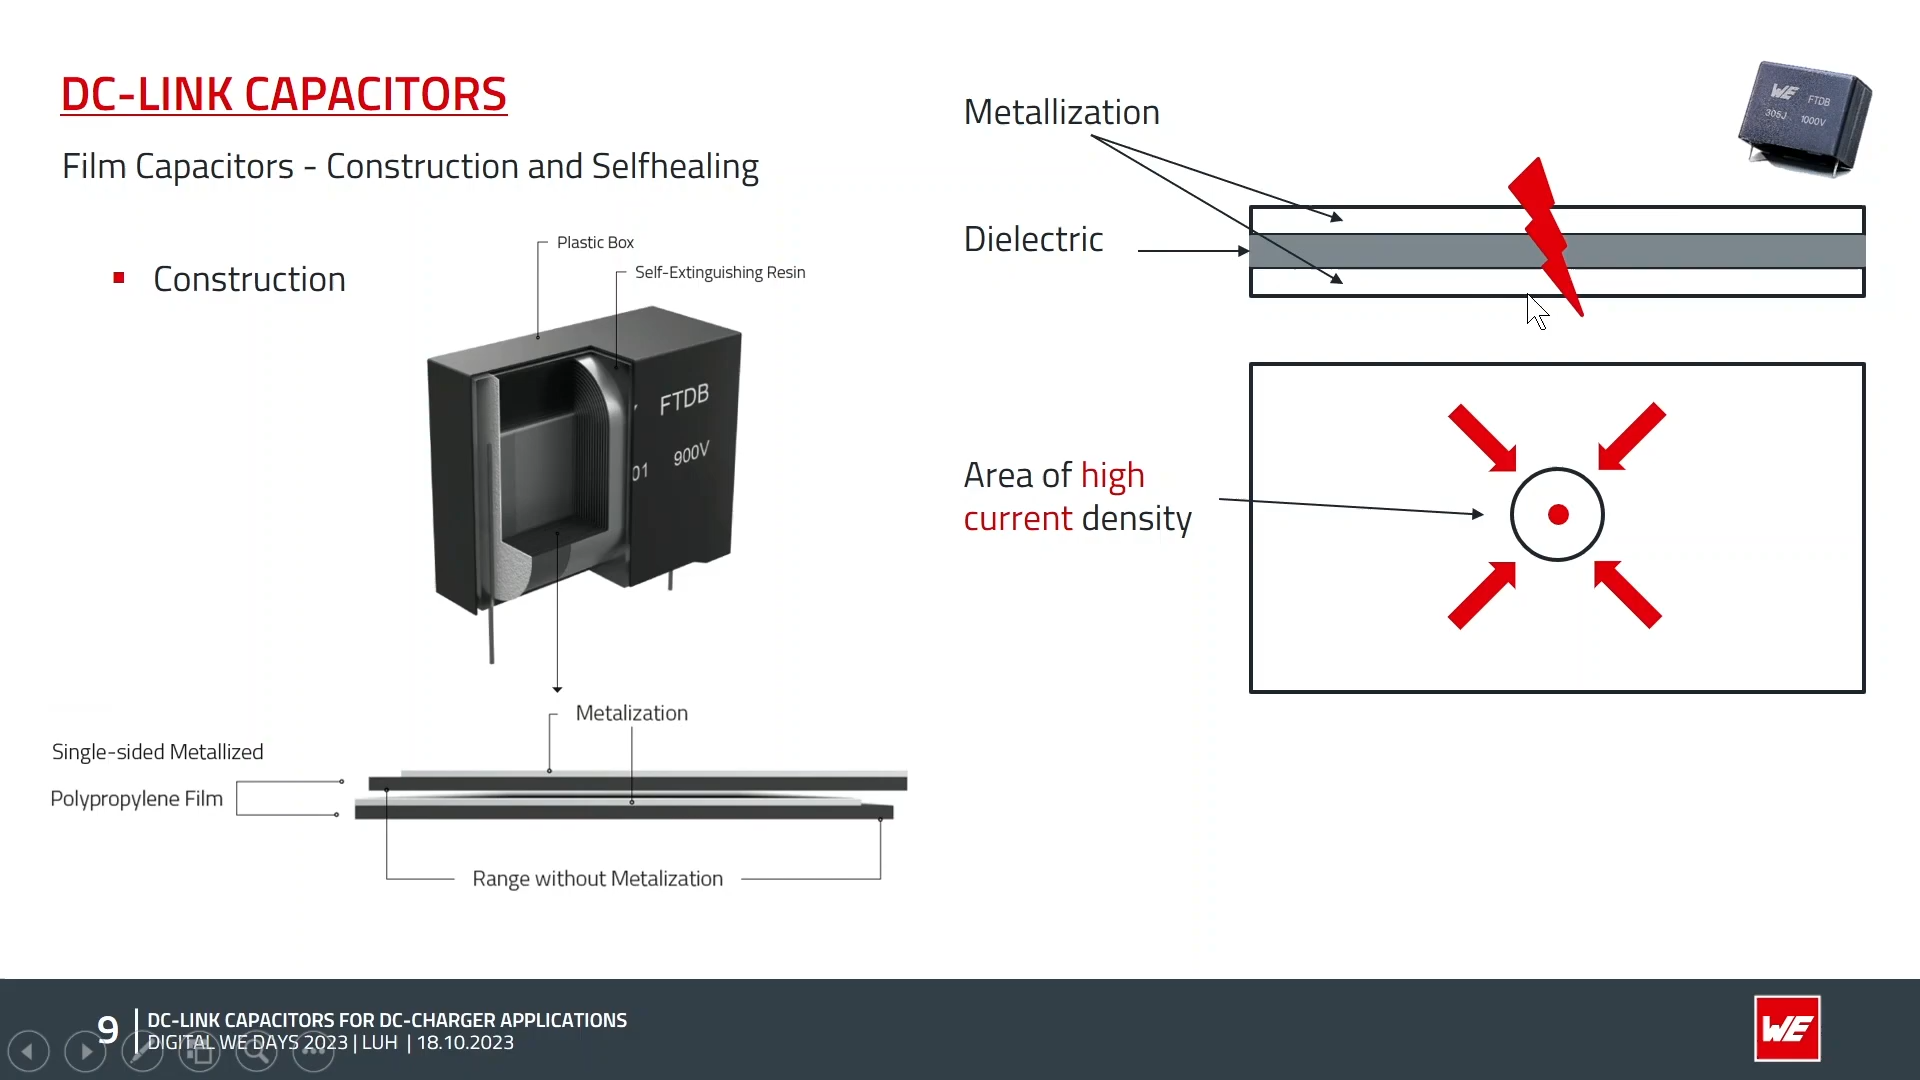 DC-LINK CAPACITORS
Film Capacitors - Construction and Selfhealing
Construction
Plastic Box
Self-Extinguishing Resin
FTDB
01 900V
Metalization
Single-sided Metallized
Polypropylene Film
Range without Metalization
Metallization
Dielectric
Area of high
current density
WE FTDB
305J 1000V
9
DC-LINK CAPACITORS FOR DC-CHARGER APPLICATIONS
DIGITAL WE DAYS 2023 | LUH | 18.10.2023
WE